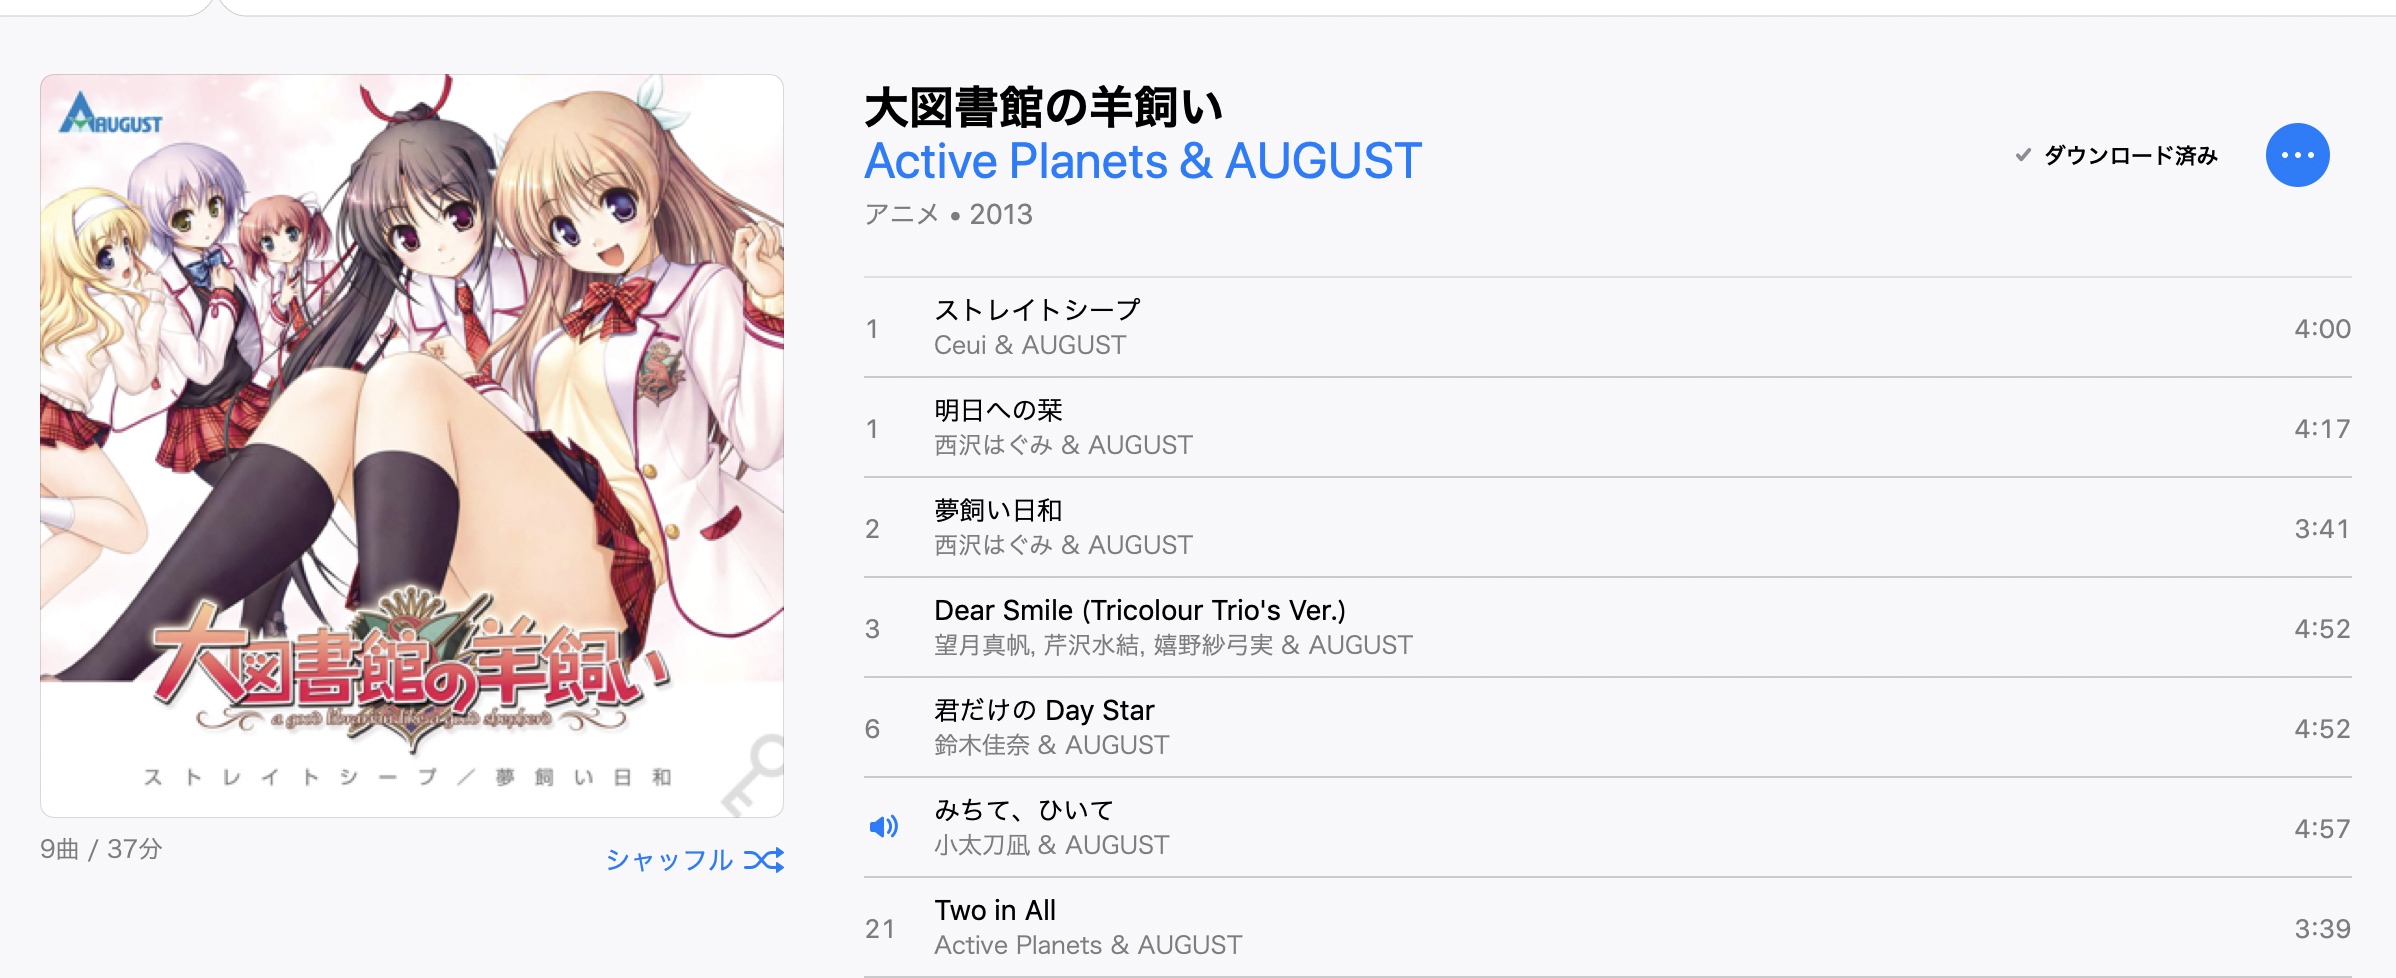 AUGUST
大図書館の羊飼い
a good librarian like a good shepherd
ストレイトシープ／夢飼い日和
9曲 / 37分
シャッフル
大図書館の羊飼い
Active Planets & AUGUST
アニメ • 2013
ダウンロード済み
1 ストレイトシープ 4:00
Ceui & AUGUST
1 明日への栞 4:17
西沢はぐみ & AUGUST
2 夢飼い日和 3:41
西沢はぐみ & AUGUST
3 Dear Smile (Tricolour Trio's Ver.) 4:52
望月真帆, 芹沢水結, 嬉野紗弓実 & AUGUST
6 君だけの Day Star 4:52
鈴木佳奈 & AUGUST
みちて、ひいて 4:57
小太刀凪 & AUGUST
21 Two in All 3:39
Active Planets & AUGUST